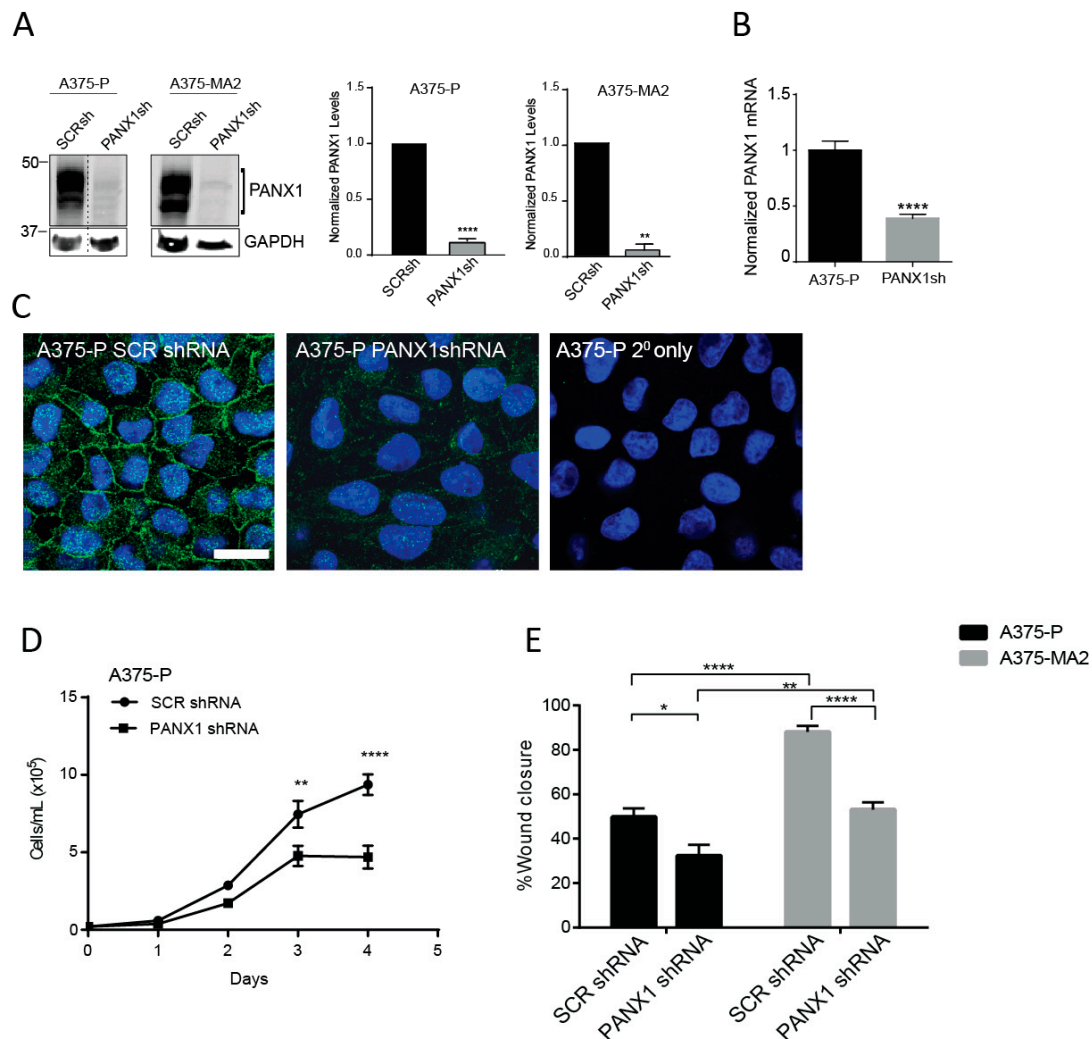 A
A375-P
A375-MA2
SCRsh
PANX1sh
SCRsh
PANX1sh
50
37
PANX1
GAPDH
A375-P
Normalized PANX1 Levels
1.5
1.0
0.5
0
****
SCRsh
PANX1sh
A375-MA2
Normalized PANX1 Levels
1.5
1.0
0.5
0
**
SCRsh
PANX1sh
B
Normalized PANX1 mRNA
1.5
1
0.5
0
****
A375-P
PANX1sh
C
A375-P SCR shRNA
A375-P PANX1shRNA
A375-P 2⁰ only
D
A375-P
SCR shRNA
PANX1 shRNA
Cells/mL (x10⁵)
15
10
5
0
**
****
0 1 2 3 4 5
Days
E
A375-P
A375-MA2
%Wound closure
100
80
60
40
20
0
****
**
*
****
SCR shRNA
PANX1 shRNA
SCR shRNA
PANX1 shRNA